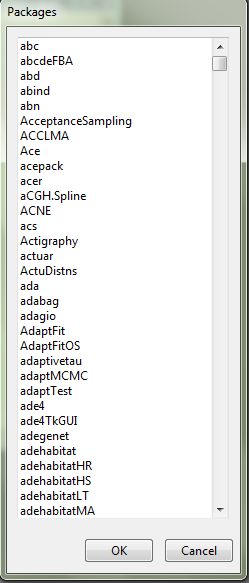 Packages
abc
abcdeFBA
abd
abind
abn
AcceptanceSampling
ACCLMA
Ace
acepack
acer
aCGH.Spline
ACNE
acs
Actigraphy
actuar
ActuDistns
ada
adabag
adagio
AdaptFit
AdaptFitOS
adaptivetau
adaptMCMC
adaptTest
ade4
ade4TkGUI
adegenet
adehabitat
adehabitatHR
adehabitatHS
adehabitatLT
adehabitatMA
OK Cancel